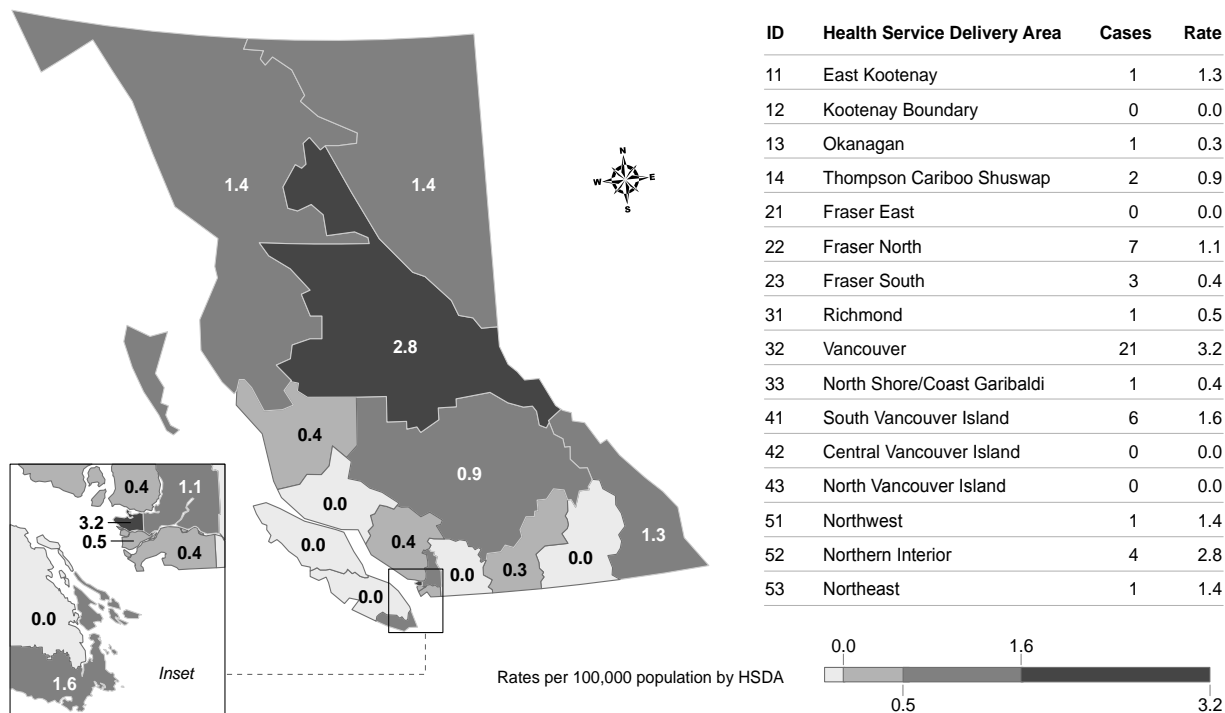 N
W E
S
1.4
1.4
2.8
0.4
0.9
0.0
0.0
0.4
0.0
0.3
0.0
1.3
0.0
0.4
1.1
3.2
0.5
0.4
0.0
1.6
Inset
ID Health Service Delivery Area Cases Rate
11 East Kootenay 1 1.3
12 Kootenay Boundary 0 0.0
13 Okanagan 1 0.3
14 Thompson Cariboo Shuswap 2 0.9
21 Fraser East 0 0.0
22 Fraser North 7 1.1
23 Fraser South 3 0.4
31 Richmond 1 0.5
32 Vancouver 21 3.2
33 North Shore/Coast Garibaldi 1 0.4
41 South Vancouver Island 6 1.6
42 Central Vancouver Island 0 0.0
43 North Vancouver Island 0 0.0
51 Northwest 1 1.4
52 Northern Interior 4 2.8
53 Northeast 1 1.4
Rates per 100,000 population by HSDA
0.0 1.6
0.5 3.2